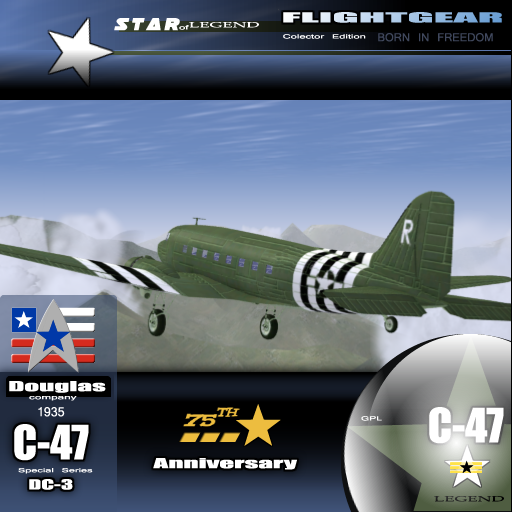 STAR of LEGEND
FLIGHTGEAR
Colector Edition BORN IN FREEDOM
R
Douglas
company
1935
C-47
Special Series
DC-3
75TH
Anniversary
GPL
C-47
LEGEND